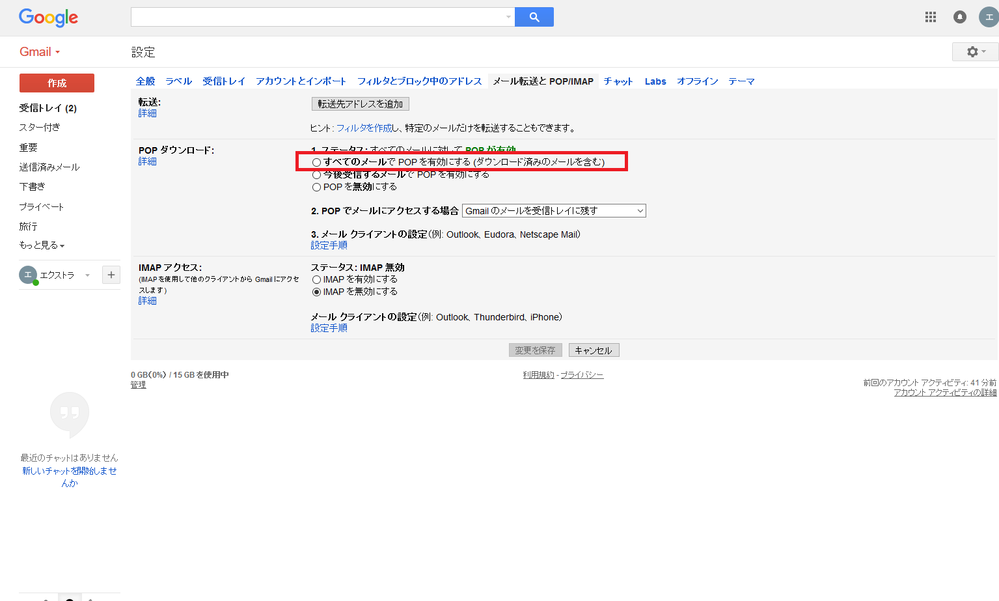 Google
エ
Gmail
設定
作成
全般 ラベル 受信トレイ アカウントとインポート フィルタとブロック中のアドレス メール転送と POP/IMAP チャット Labs オフライン テーマ
受信トレイ (2)
スター付き
重要
送信済みメール
下書き
プライベート
旅行
もっと見る
エ エクストラ
転送:
詳細
転送先アドレスを追加
ヒント: フィルタを作成し、特定のメールだけを転送することもできます。
POP ダウンロード:
詳細
1. ステータス: すべてのメールに対して POP が有効
すべてのメールで POP を有効にする (ダウンロード済みのメールを含む)
今後受信するメールで POP を有効にする
POP を無効にする
2. POP でメールにアクセスする場合 Gmail のメールを受信トレイに残す
3. メール クライアントの設定(例: Outlook、Eudora、Netscape Mail)
設定手順
IMAP アクセス:
(IMAP を使用して他のクライアントから Gmail にアクセ
スします)
詳細
ステータス: IMAP 無効
IMAP を有効にする
IMAP を無効にする
メール クライアントの設定(例: Outlook、Thunderbird、iPhone)
設定手順
変更を保存 キャンセル
0 GB(0%) / 15 GB を使用中
管理
利用規約 - プライバシー
前回のアカウント アクティビティ: 41 分前
アカウント アクティビティの詳細
最近のチャットはありません
新しいチャットを開始しませ
んか